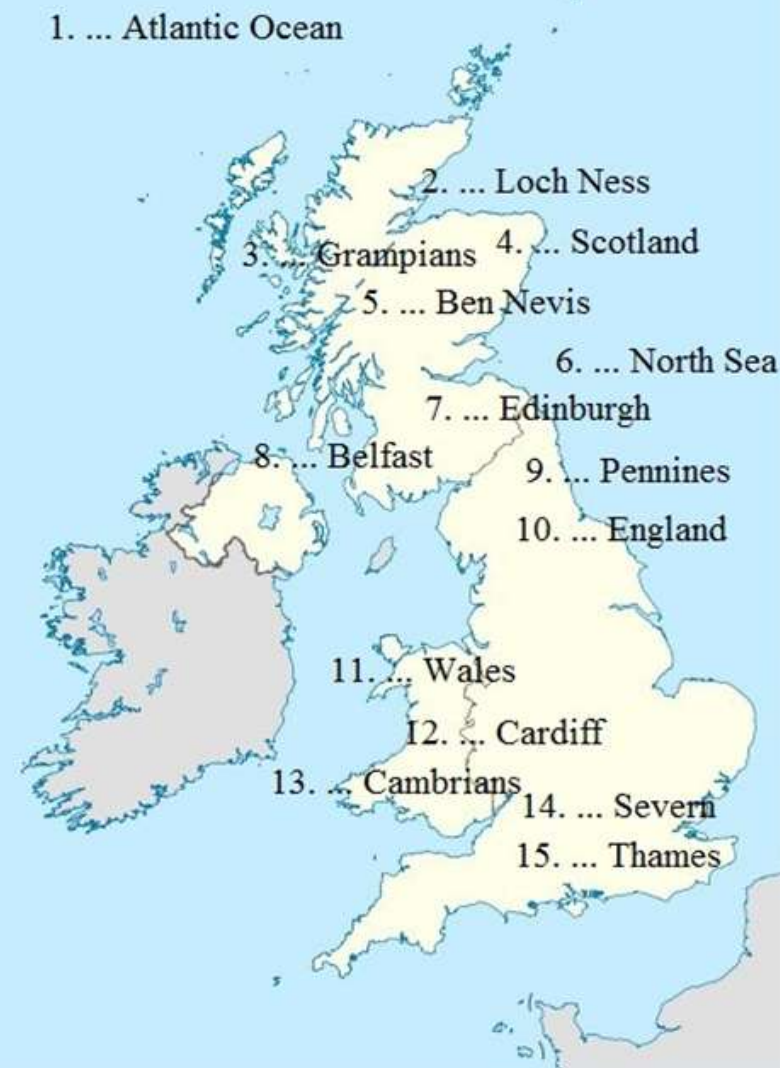 1. ... Atlantic Ocean
2. ... Loch Ness
3. ... Grampians
4. ... Scotland
5. ... Ben Nevis
6. ... North Sea
7. ... Edinburgh
8. ... Belfast
9. ... Pennines
10. ... England
11. ... Wales
12. ... Cardiff
13. ... Cambrians
14. ... Severn
15. ... Thames